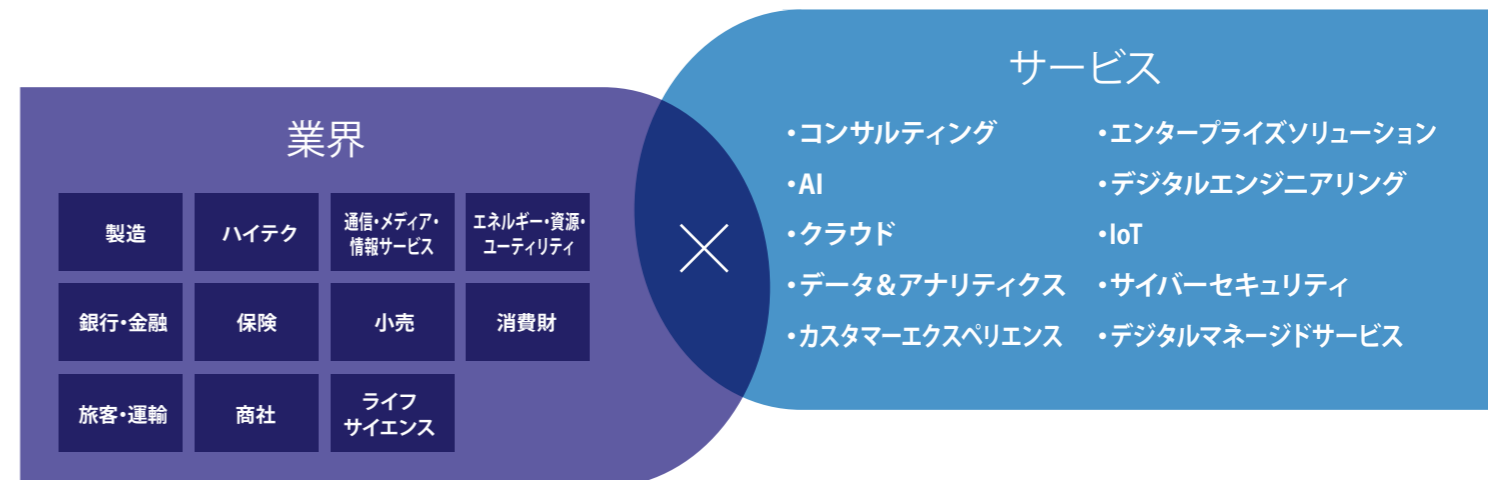 業界
製造
ハイテク
通信・メディア・
情報サービス
エネルギー・資源・
ユーティリティ
銀行・金融
保険
小売
消費財
旅客・運輸
商社
ライフ
サイエンス
×
サービス
・コンサルティング
・AI
・クラウド
・データ＆アナリティクス
・カスタマーエクスペリエンス
・エンタープライズソリューション
・デジタルエンジニアリング
・IoT
・サイバーセキュリティ
・デジタルマネージドサービス